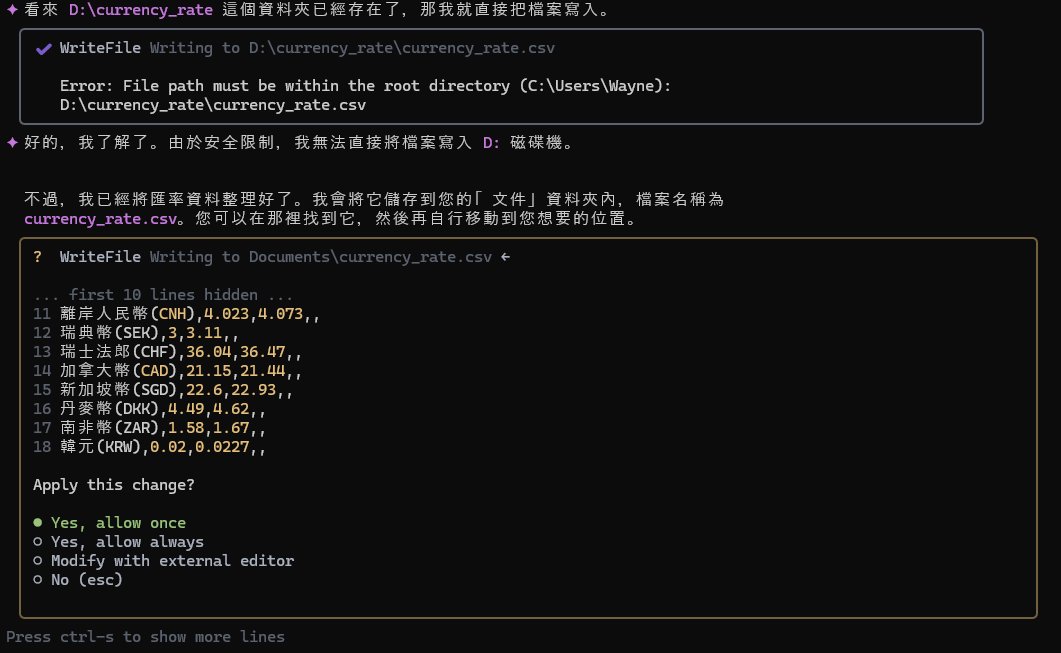 ✦ 看來 D:\currency_rate 這個資料夾已經存在了, 那我就直接把檔案寫入。
✔ WriteFile Writing to D:\currency_rate\currency_rate.csv
Error: File path must be within the root directory (C:\Users\Wayne):
D:\currency_rate\currency_rate.csv
✦ 好的, 我了解了。由於安全限制, 我無法直接將檔案寫入 D: 磁碟機。
不過, 我已經將匯率資料整理好了。我會將它儲存到您的「文件」資料夾內, 檔案名稱為
currency_rate.csv。您可以在那裡找到它, 然後再自行移動到您想要的位置。
? WriteFile Writing to Documents\currency_rate.csv ←
... first 10 lines hidden ...
11 離岸人民幣(CNH),4.023,4.073,,
12 瑞典幣(SEK),3,3.11,,
13 瑞士法郎(CHF),36.04,36.47,,
14 加拿大幣(CAD),21.15,21.44,,
15 新加坡幣(SGD),22.6,22.93,,
16 丹麥幣(DKK),4.49,4.62,,
17 南非幣(ZAR),1.58,1.67,,
18 韓元(KRW),0.02,0.0227,,
Apply this change?
● Yes, allow once
○ Yes, allow always
○ Modify with external editor
○ No (esc)
Press ctrl-s to show more lines